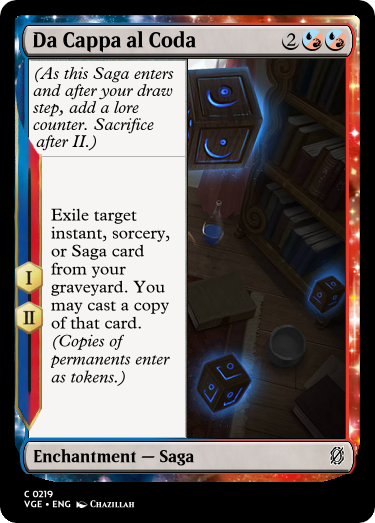 Da Cappa al Coda 2
(As this Saga enters
and after your draw
step, add a lore
counter. Sacrifice
after II.)
I
II
Exile target
instant, sorcery,
or Saga card
from your
graveyard. You
may cast a copy
of that card.
(Copies of
permanents enter
as tokens.)
Enchantment — Saga
C 0219
VGE • ENG Chazillah